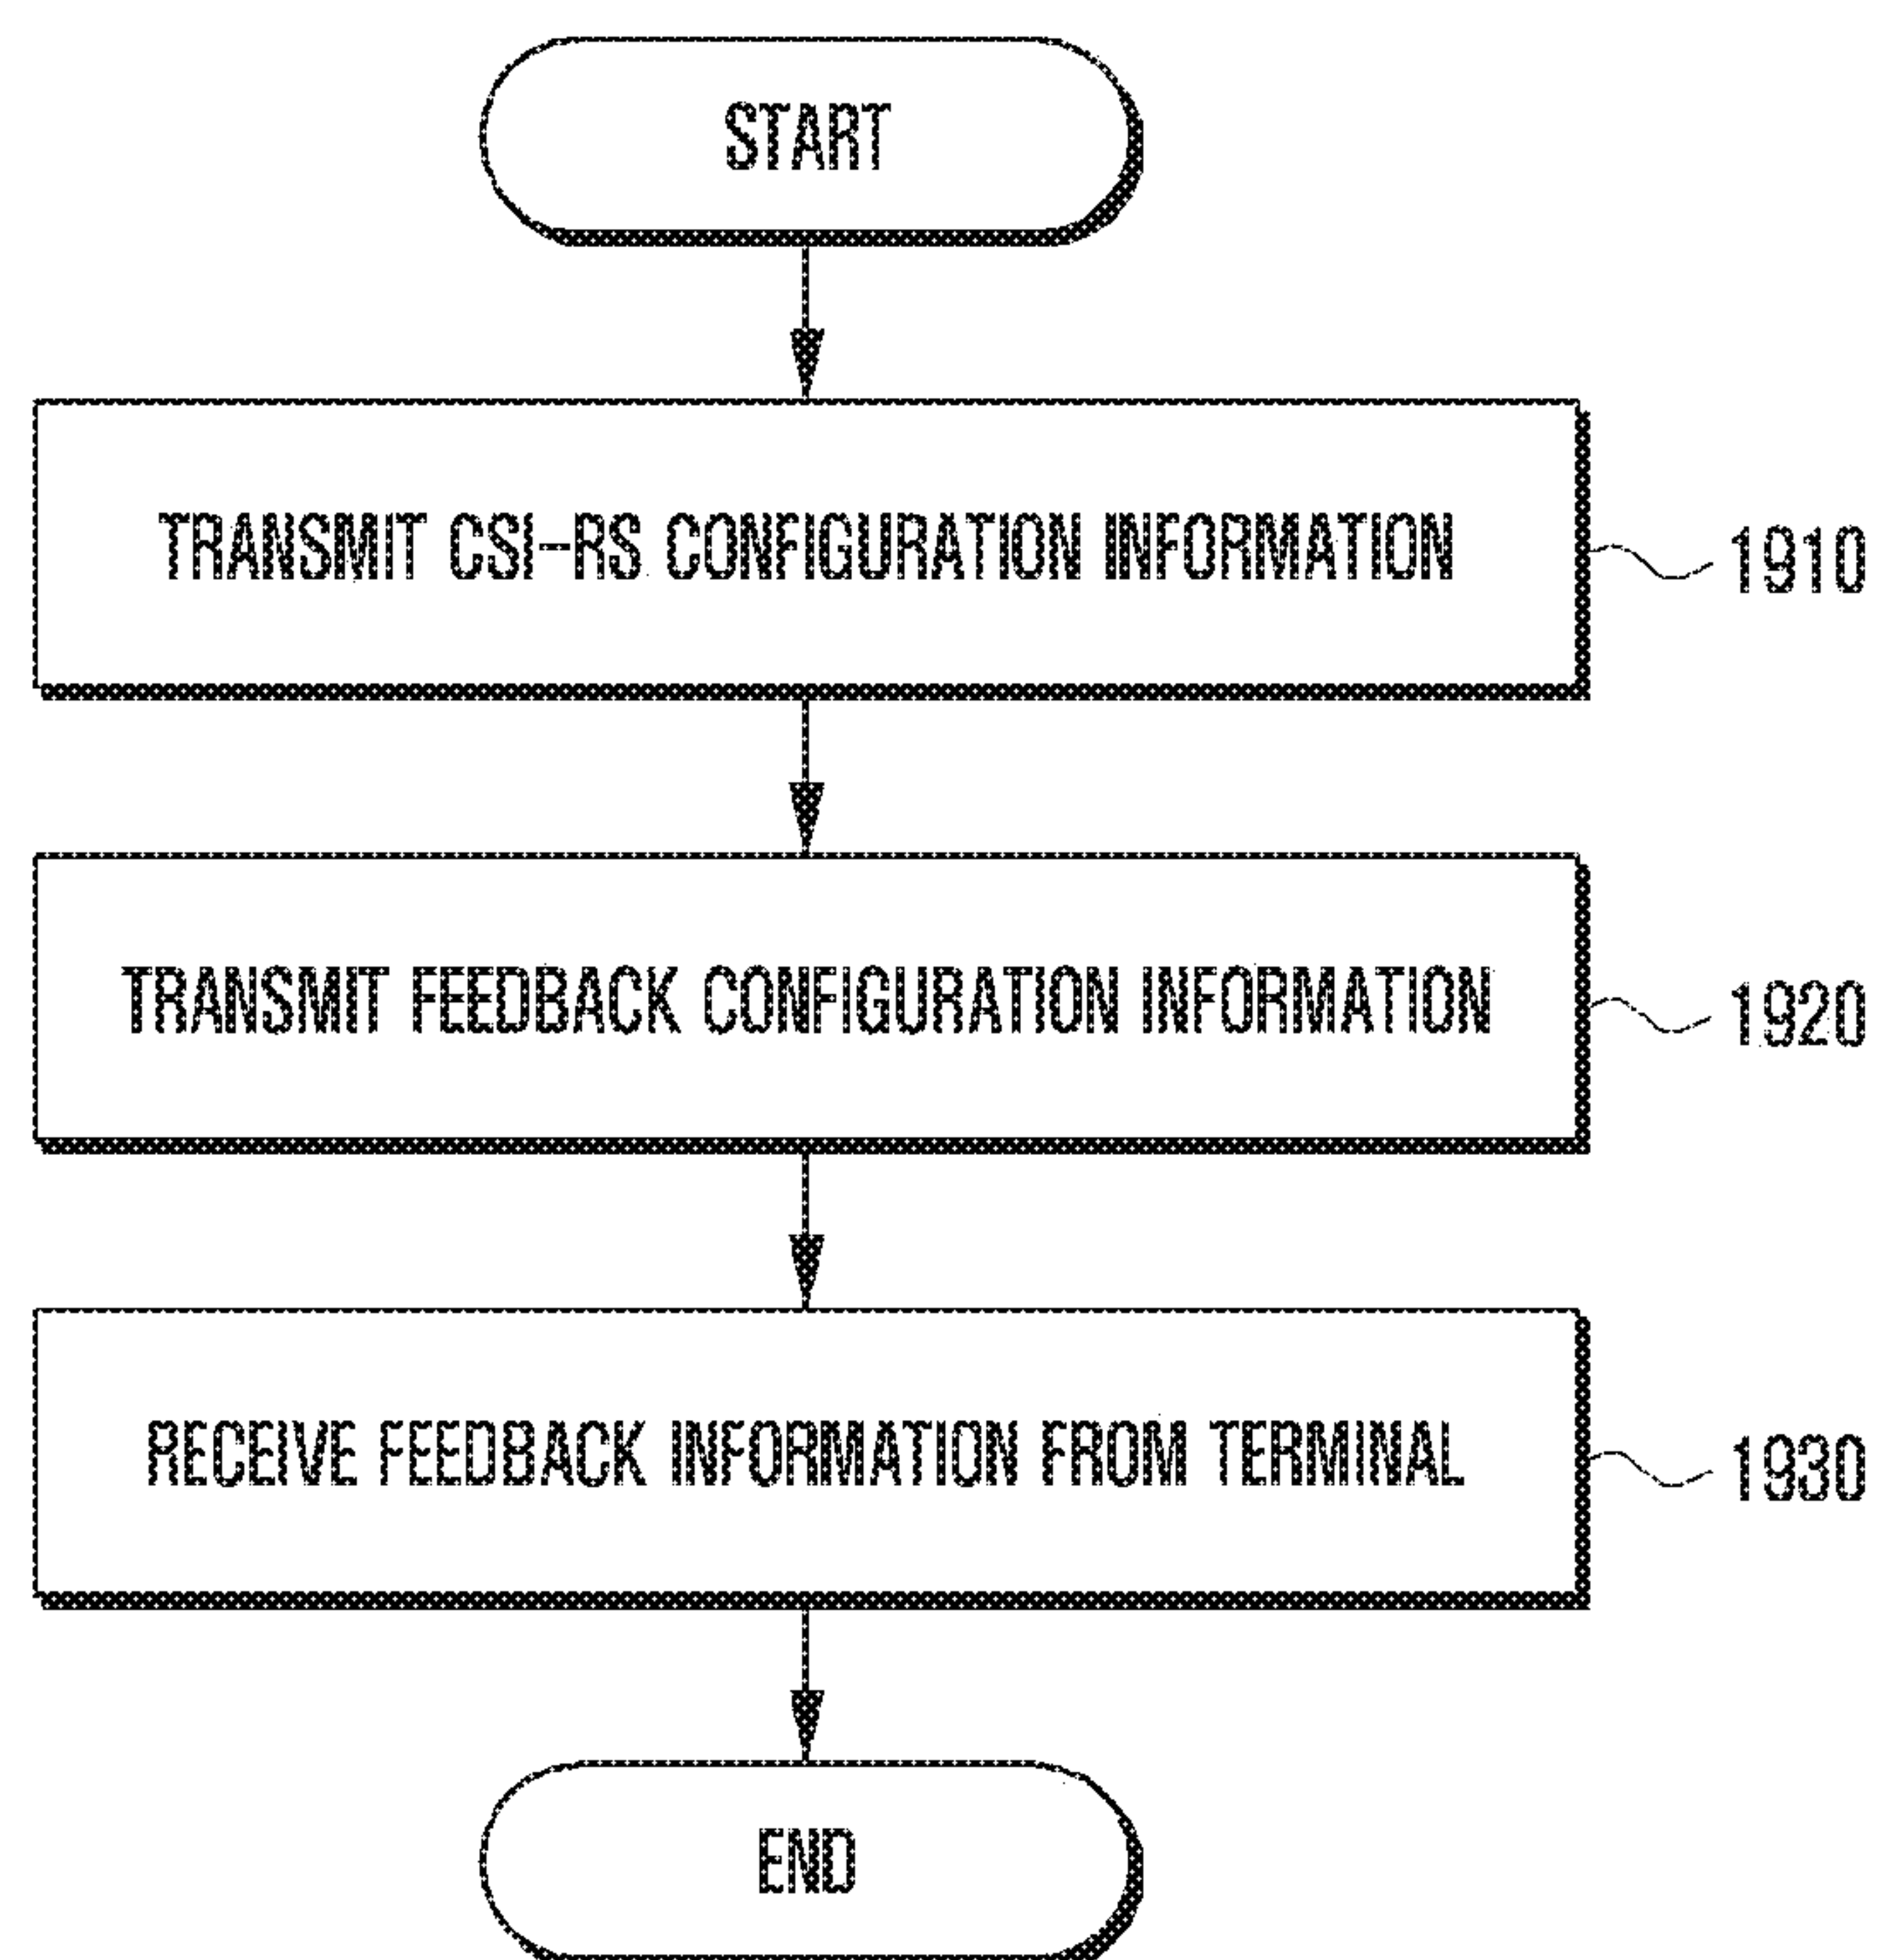 START
TRANSMIT CSI-RS CONFIGURATION INFORMATION
1910
TRANSMIT FEEDBACK CONFIGURATION INFORMATION
1920
RECEIVE FEEDBACK INFORMATION FROM TERMINAL
1930
END